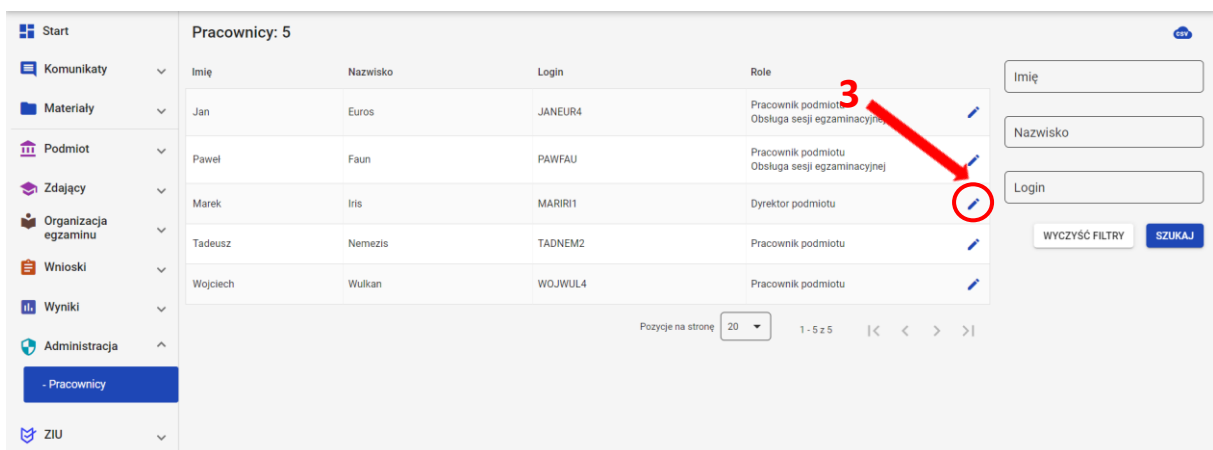 Start
Komunikaty
Materiały
Podmiot
Zdający
Organizacja
egzaminu
Wnioski
Wyniki
Administracja
- Pracownicy
ZIU
Pracownicy: 5
CSV
Imię Nazwisko Login Role
Jan Euros JANEUR4 Pracownik podmiotu
Obsługa sesji egzaminacyjnej
Paweł Faun PAWFAU Pracownik podmiotu
Obsługa sesji egzaminacyjnej
Marek Iris MARIRI1 Dyrektor podmiotu
Tadeusz Nemezis TADNEM2 Pracownik podmiotu
Wojciech Wulkan WOJWUL4 Pracownik podmiotu
Pozycje na stronę 20 1 - 5 z 5
3
Imię
Nazwisko
Login
WYCZYŚĆ FILTRY SZUKAJ